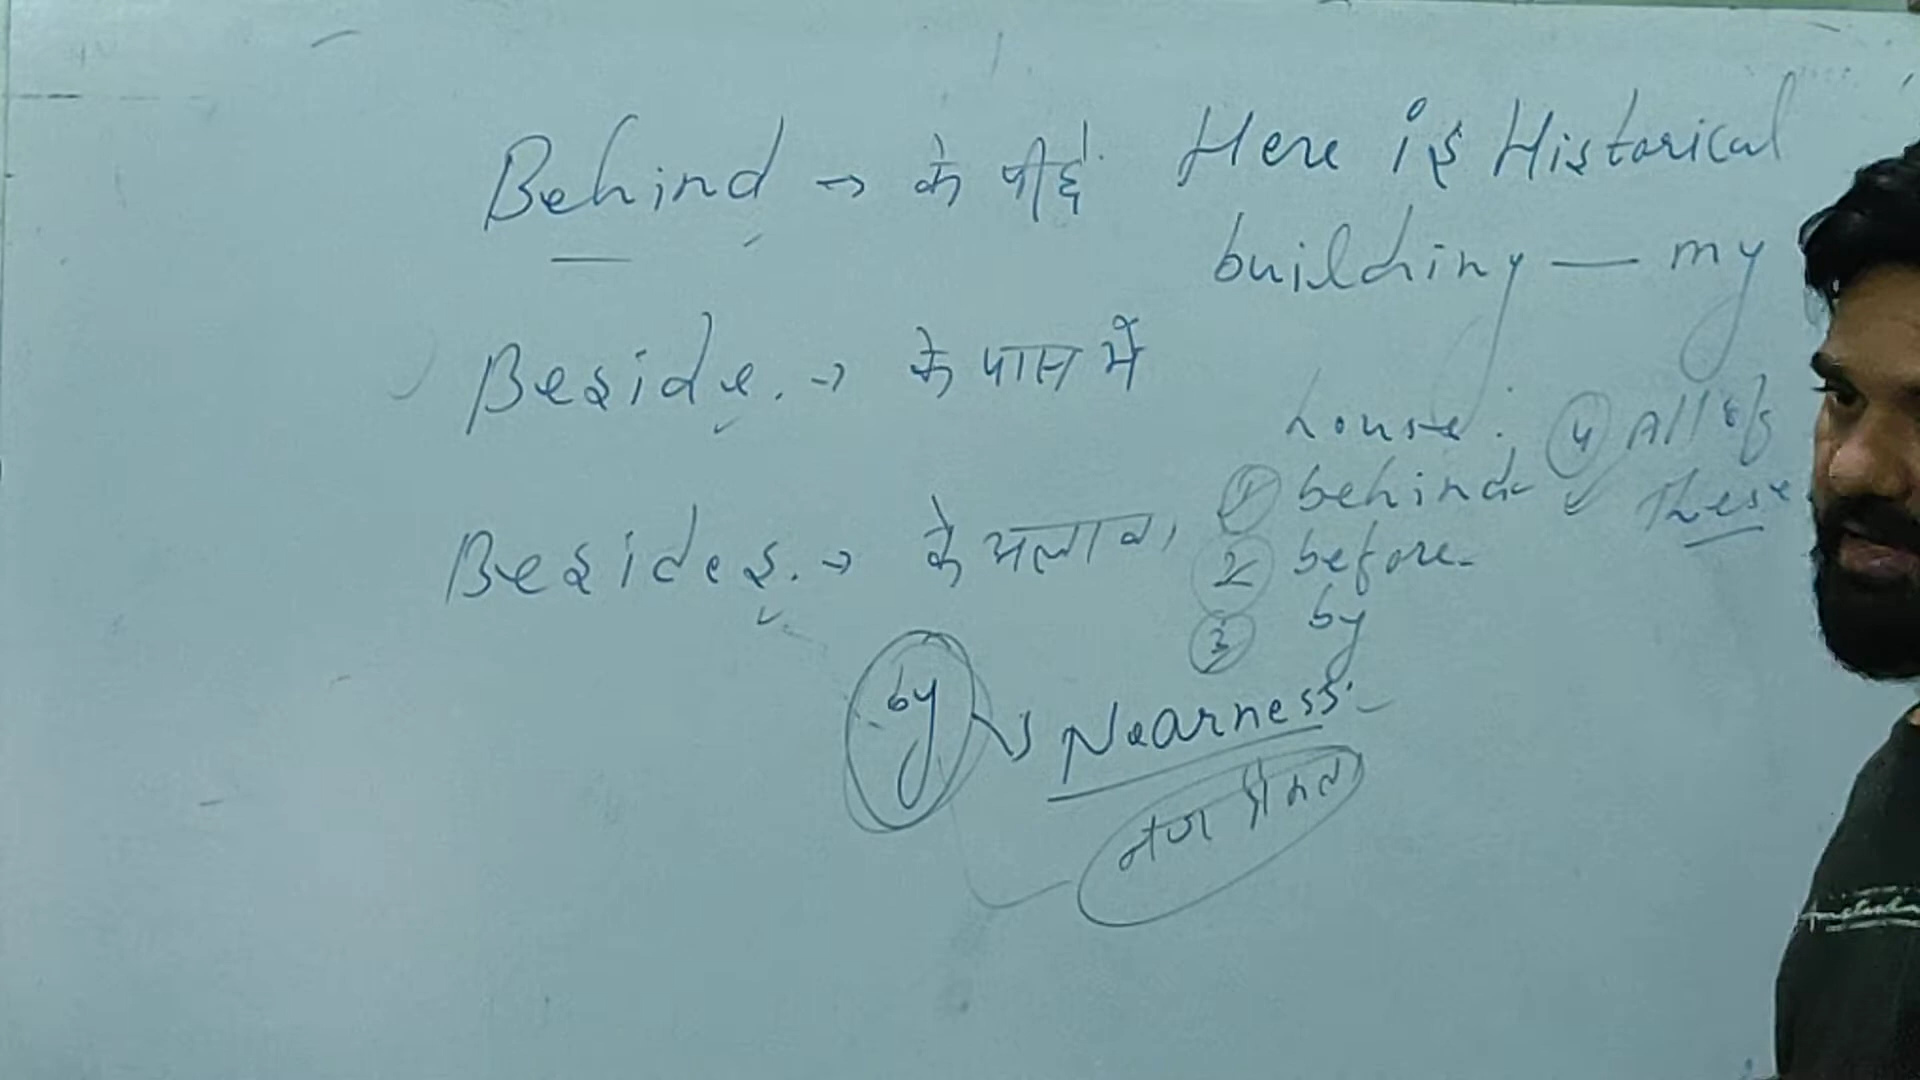 Behind → के पीछे
Beside. → के पास में
Besides. → के अलावा
Here is Historical
building — my
house.
① behind
2 before
③ by
④ All of
these
by → Nearness